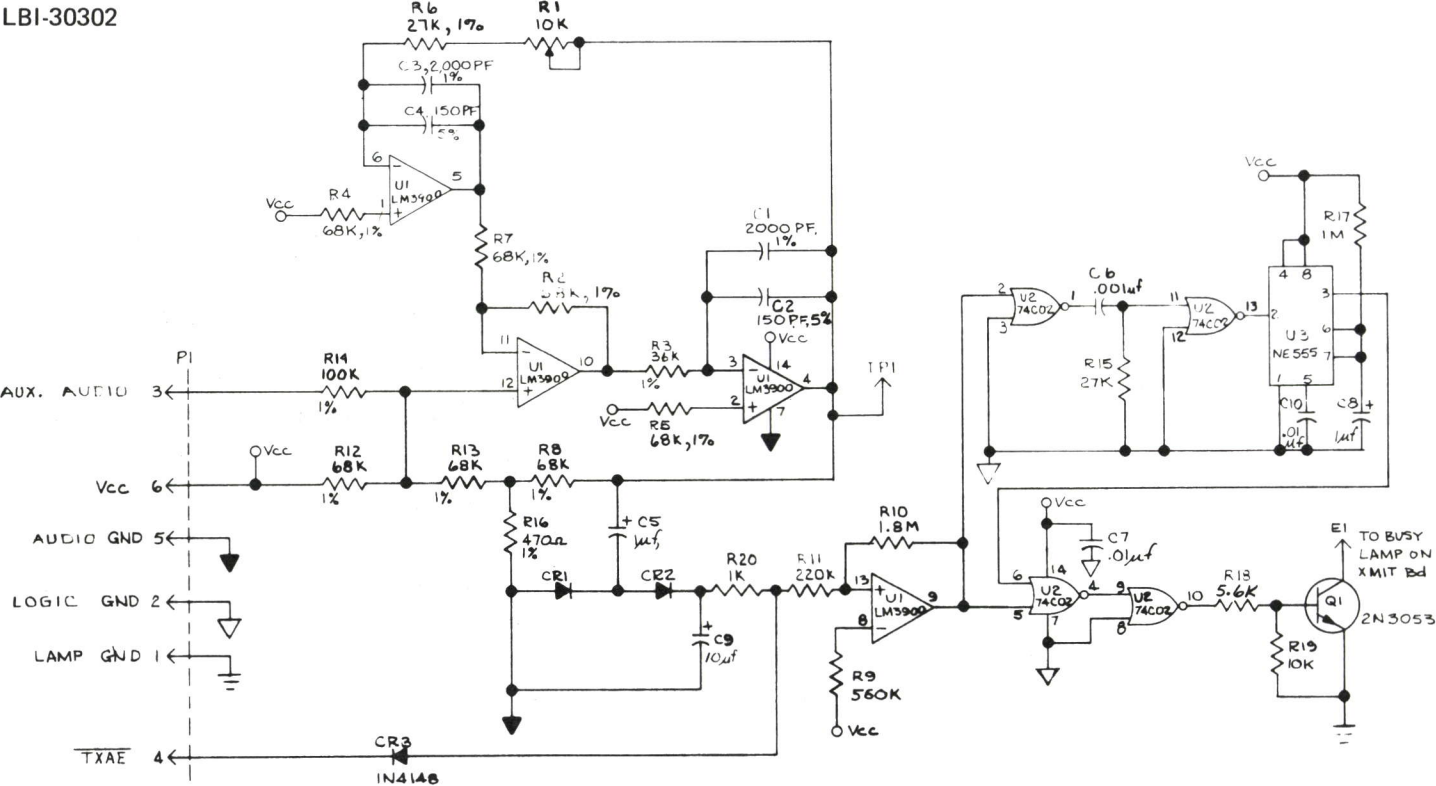 LBI-30302
R6
27K, 1%
R1
10K
C3, 2,000PF
1%
C4, 150PF
5%
6
-
U1
LM3900
5
1
+
Vcc
R4
68K, 1%
R7
68K, 1%
R2
68K, 1%
C1
2000 PF.
1%
C2
150 PF, 5%
Vcc
11
-
U1
LM3900
10
12
+
R3
36K
1%
3
-
14
U1
LM3900
4
2
+
7
Vcc
R5
68K, 1%
TP1
P1
AUX. AUDIO 3
R14
100K
1%
Vcc
Vcc 6
R12
68K
1%
R13
68K
1%
R8
68K
1%
AUDIO GND 5
R16
470Ω
1%
+
C5
1µf,
LOGIC GND 2
LAMP GND 1
CR1
CR2
R20
1K
R11
220K
R10
1.8M
+
C9
10µf
13
+
U1
LM3900
9
8
-
R9
560K
Vcc
TXAE 4
CR3
1N4148
2
3
U2
74C02
1
C6
.001µf
R15
27K
11
12
U2
74C02
13
Vcc
R17
1M
4
8
3
2
6
U3
NE555
7
1
5
C10
.01
µf
C8
+
1µf
Vcc
C7
.01µf
6
14
U2
74C02
4
5
7
9
U2
74C02
10
8
R18
5.6K
R19
10K
Q1
2N3053
E1
TO BUSY
LAMP ON
XMIT Bd